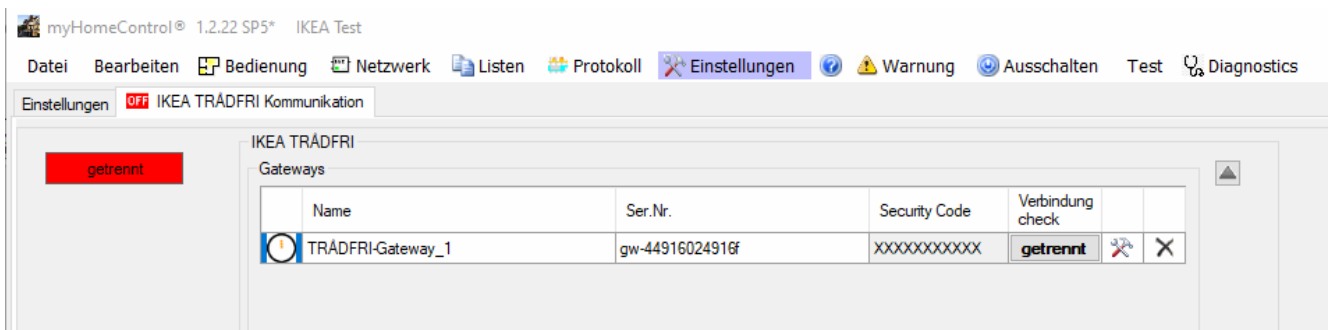 myHomeControl® 1.2.22 SP5* IKEA Test
Datei Bearbeiten Bedienung Netzwerk Listen Protokoll Einstellungen Warnung Ausschalten Test Diagnostics
Einstellungen OFF IKEA TRÅDFRI Kommunikation
IKEA TRÅDFRI
getrennt
Gateways
Name Ser.Nr. Security Code Verbindung check
TRÅDFRI-Gateway_1 gw-44916024916f XXXXXXXXXXX getrennt